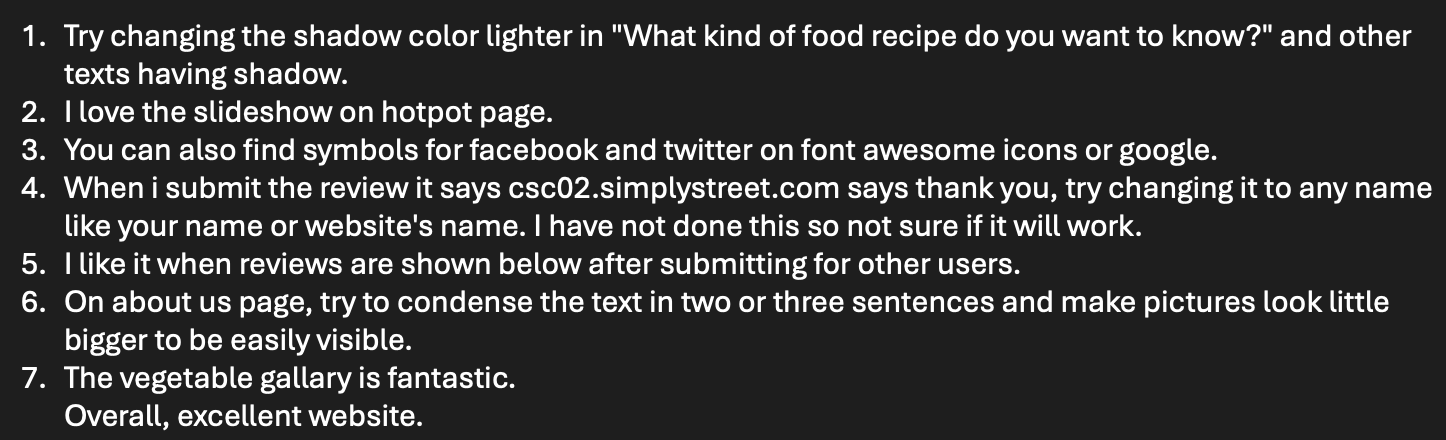 1. Try changing the shadow color lighter in "What kind of food recipe do you want to know?" and other
texts having shadow.
2. I love the slideshow on hotpot page.
3. You can also find symbols for facebook and twitter on font awesome icons or google.
4. When i submit the review it says csc02.simplystreet.com says thank you, try changing it to any name
like your name or website's name. I have not done this so not sure if it will work.
5. I like it when reviews are shown below after submitting for other users.
6. On about us page, try to condense the text in two or three sentences and make pictures look little
bigger to be easily visible.
7. The vegetable gallary is fantastic.
Overall, excellent website.